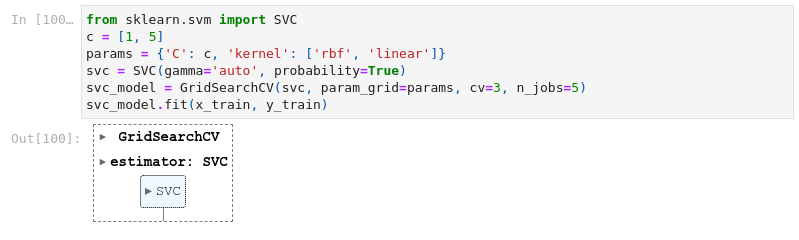 In [100… from sklearn.svm import SVC
c = [1, 5]
params = {'C': c, 'kernel': ['rbf', 'linear']}
svc = SVC(gamma='auto', probability=True)
svc_model = GridSearchCV(svc, param_grid=params, cv=3, n_jobs=5)
svc_model.fit(x_train, y_train)
Out[100]: ▸ GridSearchCV
▸ estimator: SVC
▸ SVC